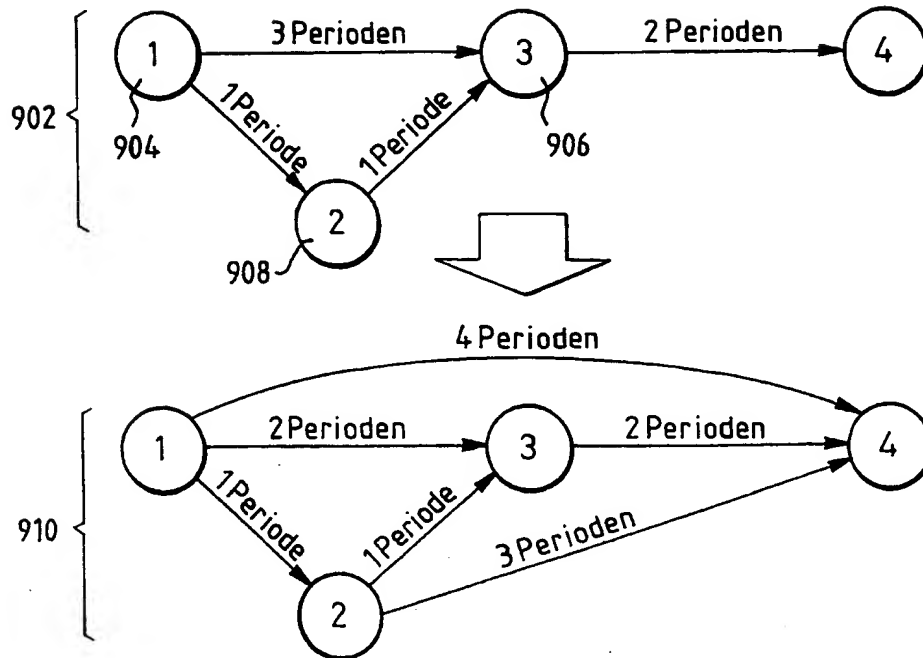 1
3 Perioden
3
2 Perioden
4
902
904
1 Periode
1 Periode
906
2
908
4 Perioden
1
2 Perioden
3
2 Perioden
4
910
1 Periode
1 Periode
3 Perioden
2